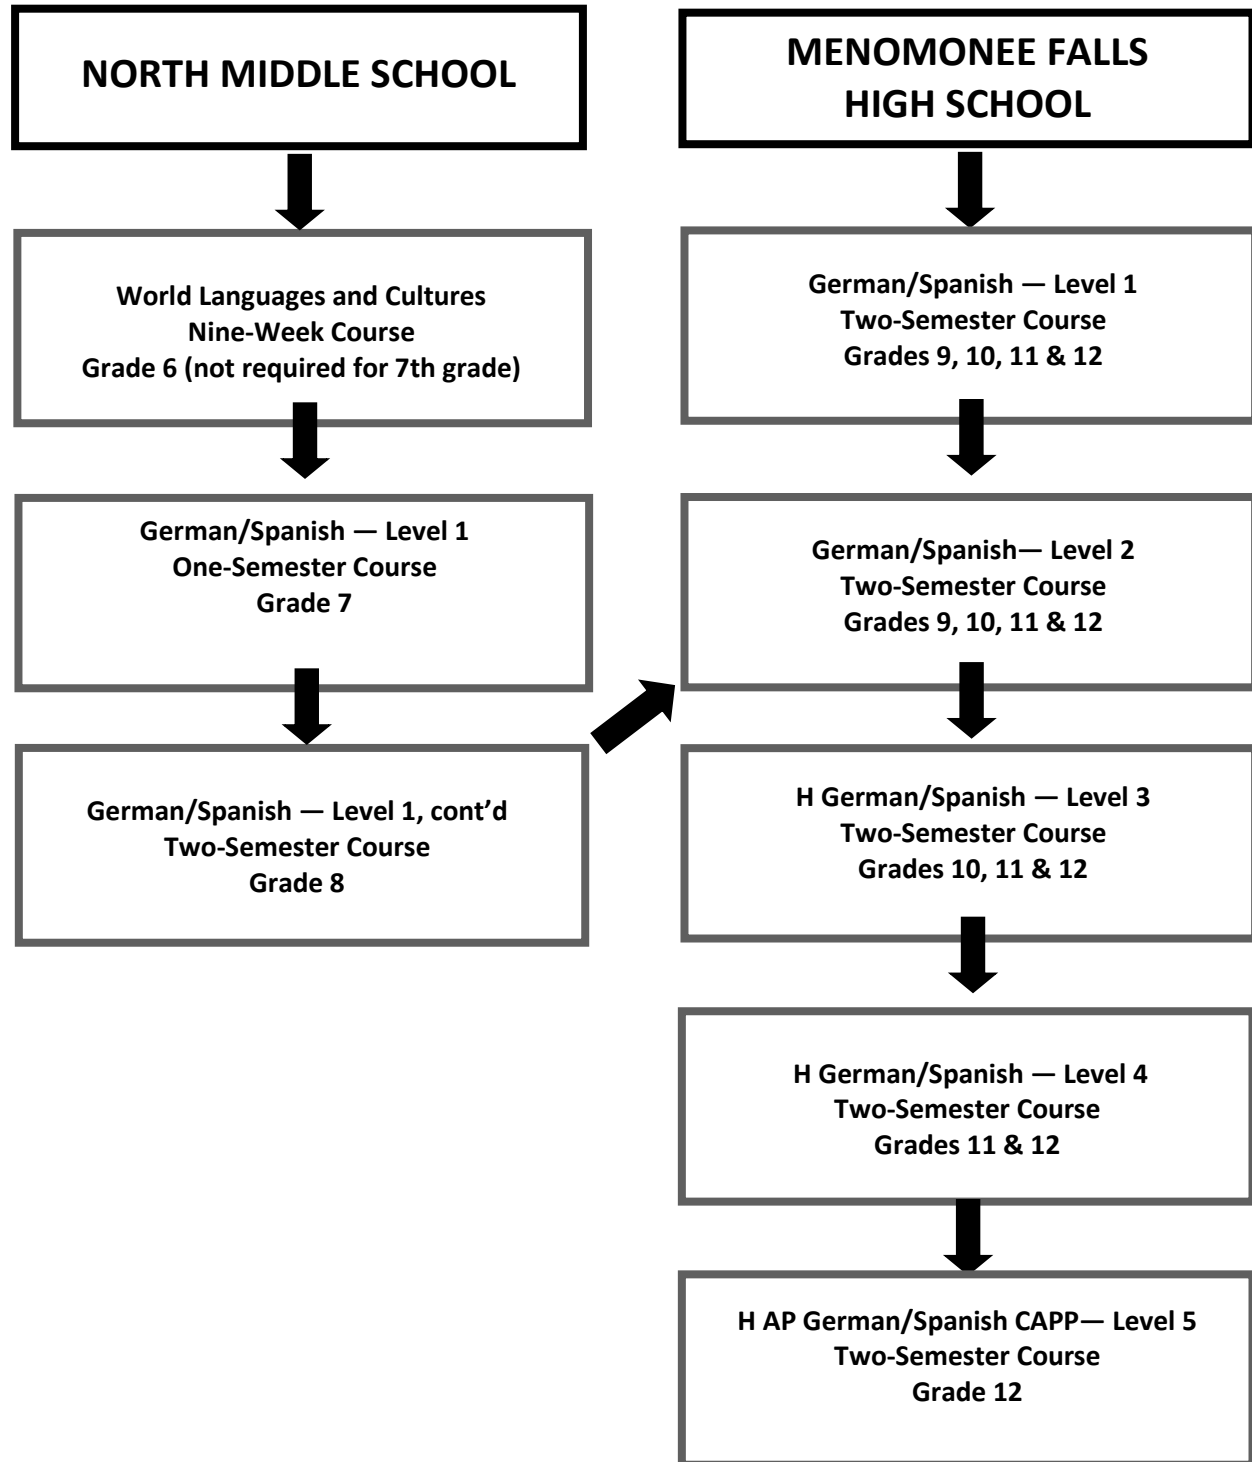 NORTH MIDDLE SCHOOL
World Languages and Cultures
Nine-Week Course
Grade 6 (not required for 7th grade)
German/Spanish — Level 1
One-Semester Course
Grade 7
German/Spanish — Level 1, cont’d
Two-Semester Course
Grade 8
MENOMONEE FALLS
HIGH SCHOOL
German/Spanish — Level 1
Two-Semester Course
Grades 9, 10, 11 & 12
German/Spanish— Level 2
Two-Semester Course
Grades 9, 10, 11 & 12
H German/Spanish — Level 3
Two-Semester Course
Grades 10, 11 & 12
H German/Spanish — Level 4
Two-Semester Course
Grades 11 & 12
H AP German/Spanish CAPP— Level 5
Two-Semester Course
Grade 12